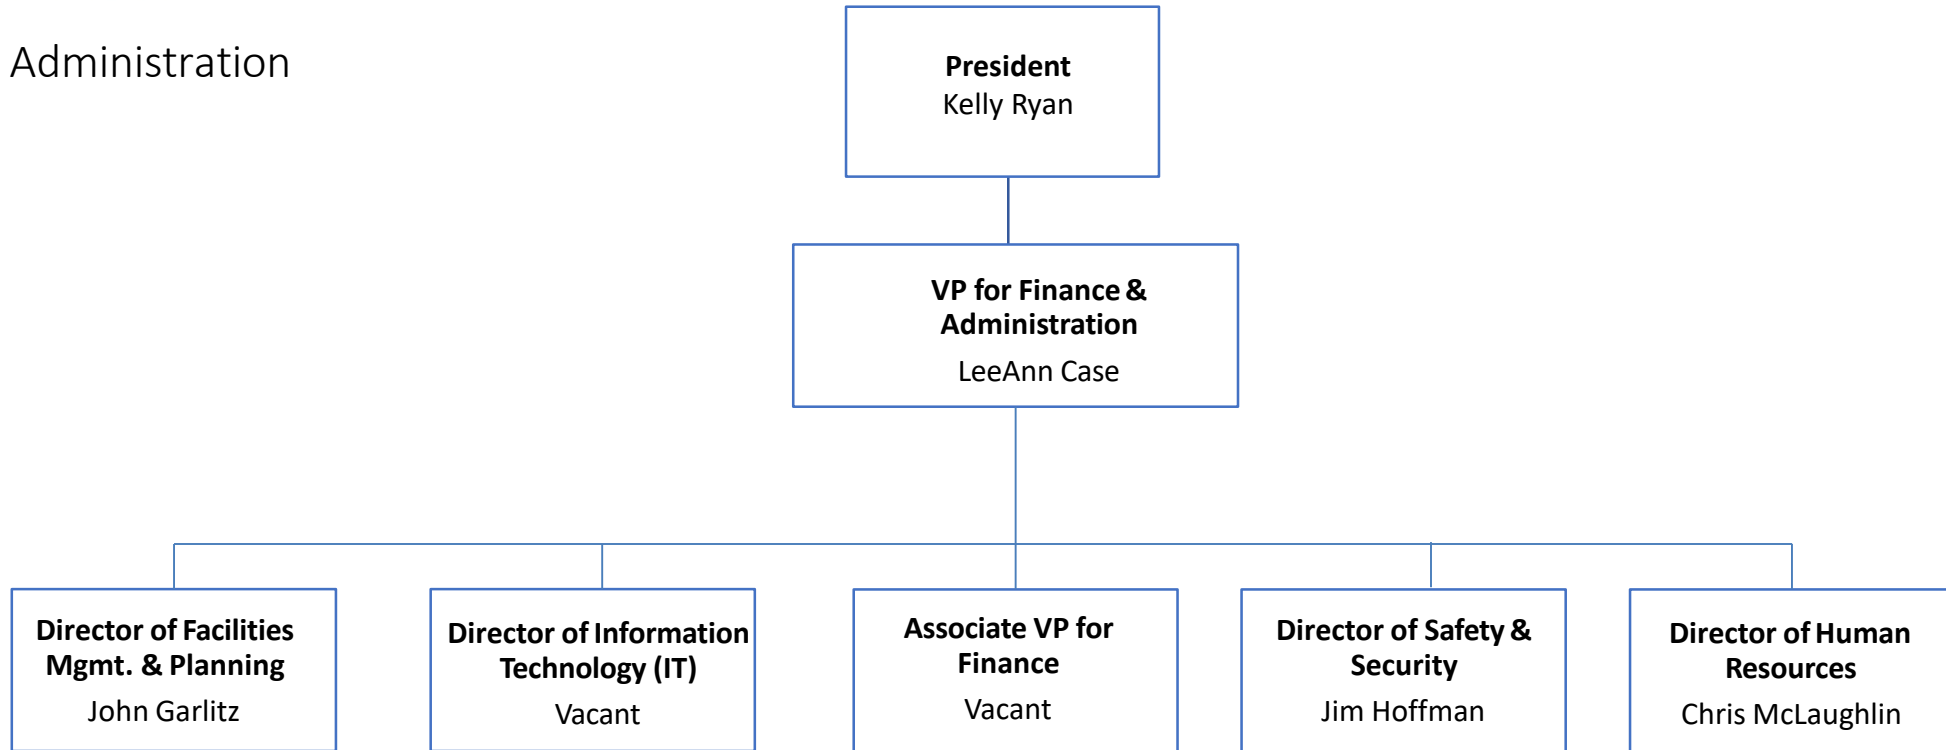 Administration
President
Kelly Ryan
VP for Finance &
Administration
LeeAnn Case
Director of Facilities
Mgmt. & Planning
John Garlitz
Director of Information
Technology (IT)
Vacant
Associate VP for
Finance
Vacant
Director of Safety &
Security
Jim Hoffman
Director of Human
Resources
Chris McLaughlin